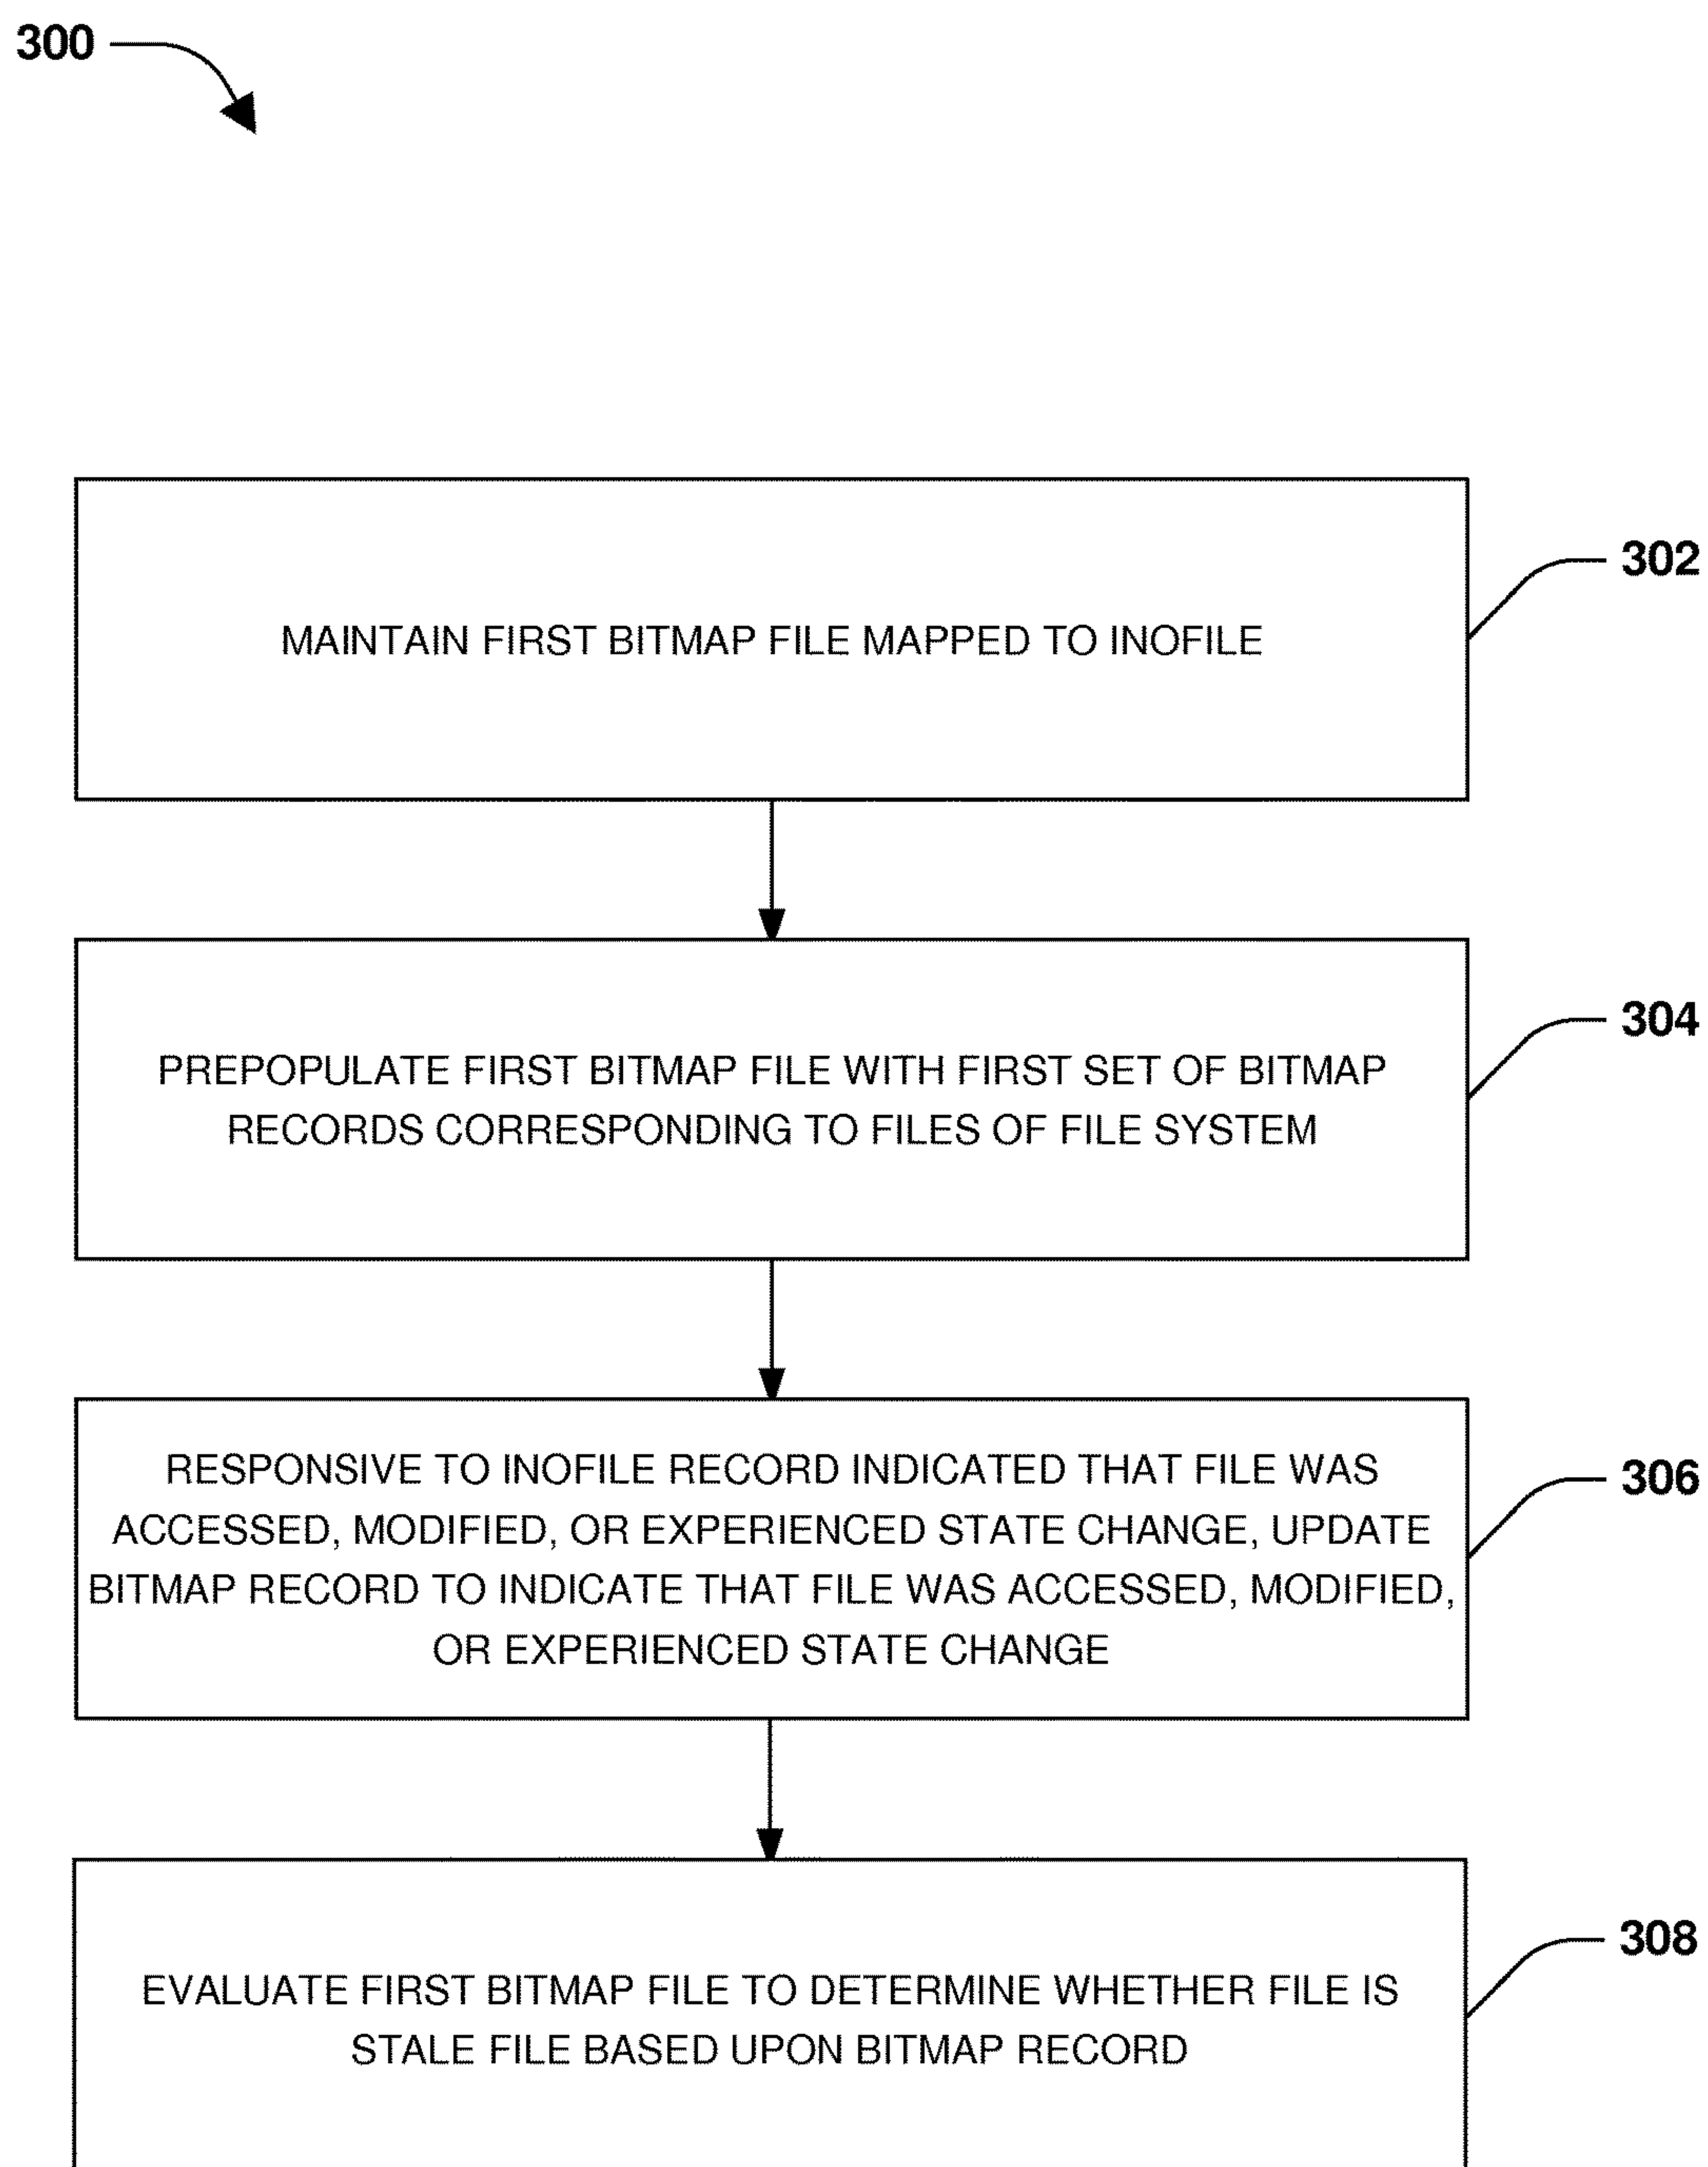 300
MAINTAIN FIRST BITMAP FILE MAPPED TO INOFILE
302
PREPOPULATE FIRST BITMAP FILE WITH FIRST SET OF BITMAP
RECORDS CORRESPONDING TO FILES OF FILE SYSTEM
304
RESPONSIVE TO INOFILE RECORD INDICATED THAT FILE WAS
ACCESSED, MODIFIED, OR EXPERIENCED STATE CHANGE, UPDATE
BITMAP RECORD TO INDICATE THAT FILE WAS ACCESSED, MODIFIED,
OR EXPERIENCED STATE CHANGE
306
EVALUATE FIRST BITMAP FILE TO DETERMINE WHETHER FILE IS
STALE FILE BASED UPON BITMAP RECORD
308